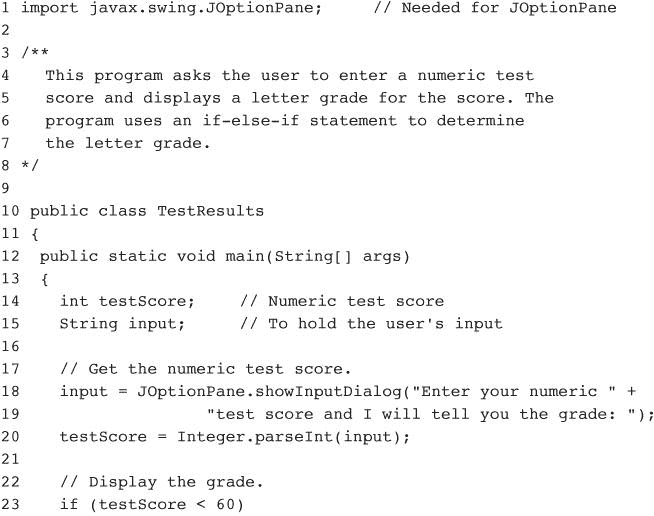 1 import javax.swing.JOptionPane;     // Needed for JOptionPane
2
3 /**
4    This program asks the user to enter a numeric test
5    score and displays a letter grade for the score. The
6    program uses an if-else-if statement to determine
7    the letter grade.
8 */
9
10 public class TestResults
11 {
12  public static void main(String[] args)
13  {
14    int testScore;     // Numeric test score
15    String input;      // To hold the user's input
16
17    // Get the numeric test score.
18    input = JOptionPane.showInputDialog("Enter your numeric " +
19                   "test score and I will tell you the grade: ");
20    testScore = Integer.parseInt(input);
21
22    // Display the grade.
23    if (testScore < 60)